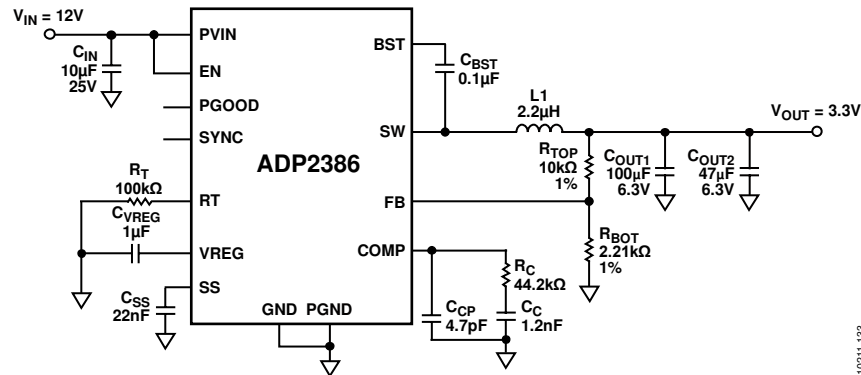 VIN = 12V
CIN
10µF
25V
PVIN
EN
PGOOD
SYNC
RT
100kΩ
RT
CVREG
1µF
VREG
SS
CSS
22nF
ADP2386
GND PGND
BST
CBST
0.1µF
SW
L1
2.2µH
VOUT = 3.3V
RTOP
10kΩ
1%
COUT1
100µF
6.3V
COUT2
47µF
6.3V
FB
RBOT
2.21kΩ
1%
COMP
RC
44.2kΩ
CCP
4.7pF
CC
1.2nF